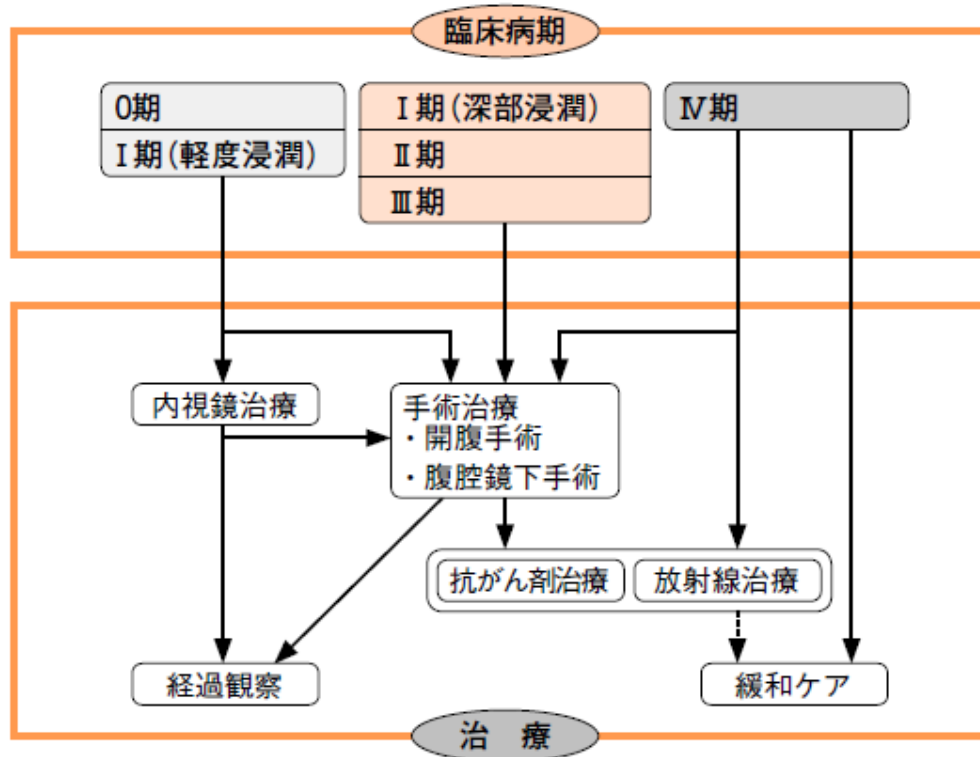 臨床病期
0期
Ⅰ期(軽度浸潤)
Ⅰ期(深部浸潤)
Ⅱ期
Ⅲ期
Ⅳ期
内視鏡治療
手術治療
・開腹手術
・腹腔鏡下手術
抗がん剤治療
放射線治療
経過観察
緩和ケア
治 療